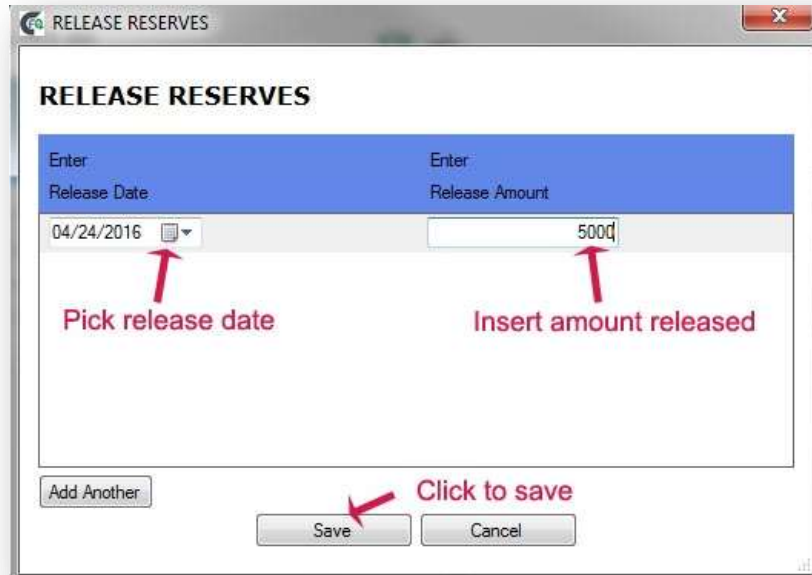 RELEASE RESERVES
RELEASE RESERVES
Enter Enter
Release Date Release Amount
04/24/2016 5000
Pick release date Insert amount released
Add Another Click to save
Save Cancel